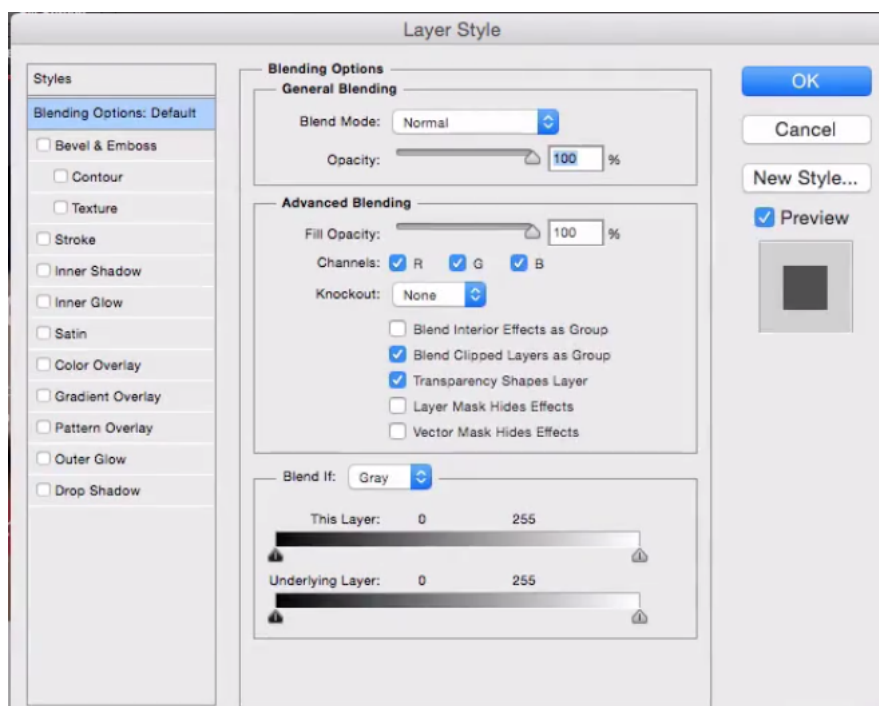 Layer Style
Styles
Blending Options: Default
Bevel & Emboss
Contour
Texture
Stroke
Inner Shadow
Inner Glow
Satin
Color Overlay
Gradient Overlay
Pattern Overlay
Outer Glow
Drop Shadow
Blending Options
General Blending
Blend Mode: Normal
Opacity: 100 %
Advanced Blending
Fill Opacity: 100 %
Channels: R G B
Knockout: None
Blend Interior Effects as Group
Blend Clipped Layers as Group
Transparency Shapes Layer
Layer Mask Hides Effects
Vector Mask Hides Effects
Blend If: Gray
This Layer: 0 255
Underlying Layer: 0 255
OK
Cancel
New Style...
Preview